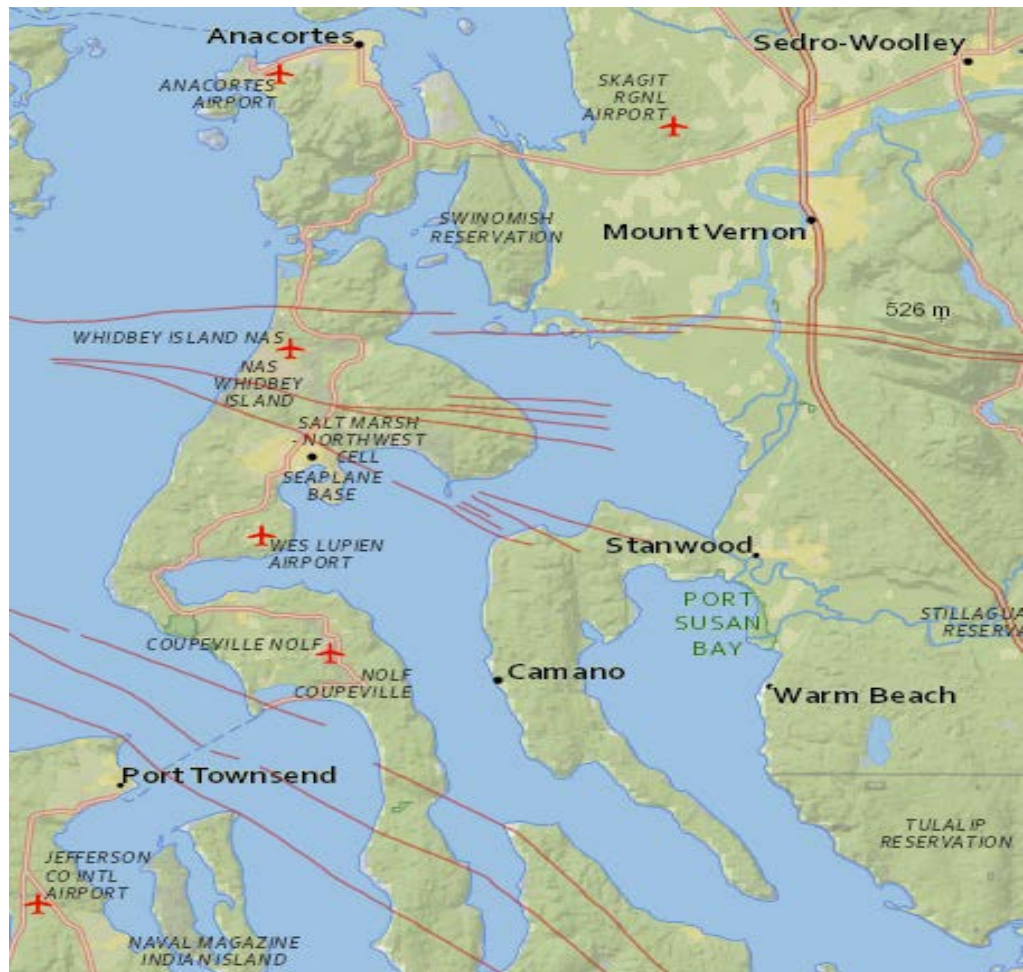 Anacortes
Sedro-Woolley
ANACORTES
AIRPORT
SKAGIT
RGNL
AIRPORT
SWINOMISH
RESERVATION
Mount Vernon
526 m
WHIDBEY ISLAND NAS
NAS
WHIDBEY
ISLAND
SALT MARSH
- NORTHWEST
CELL
SEAPLANE
BASE
WES LUPIEN
AIRPORT
Stanwood
PORT
SUSAN
BAY
STILLAGUA
RESERVA
COUPEVILLE NOLF
NOLF
COUPEVILLE
Camano
Warm Beach
Port Townsend
TULALIP
RESERVATION
JEFFERSON
CO INTL
AIRPORT
NAVAL MAGAZINE
INDIAN ISLAND